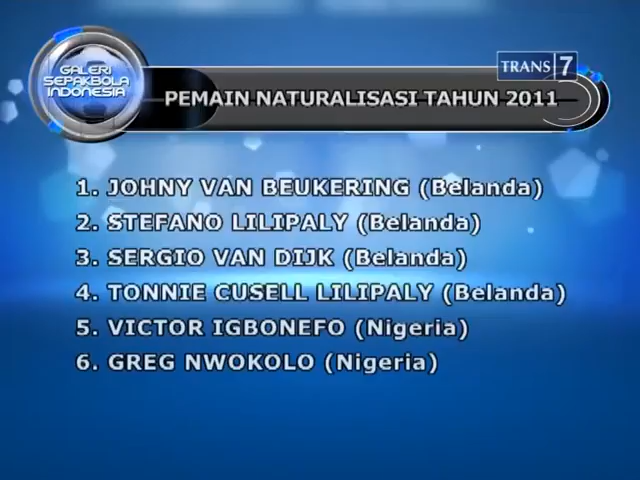 GALERI
SEPAKBOLA
INDONESIA
TRANS 7
PEMAIN NATURALISASI TAHUN 2011
1. JOHNY VAN BEUKERING (Belanda)
2. STEFANO LILIPALY (Belanda)
3. SERGIO VAN DIJK (Belanda)
4. TONNIE CUSELL LILIPALY (Belanda)
5. VICTOR IGBONEFO (Nigeria)
6. GREG NWOKOLO (Nigeria)